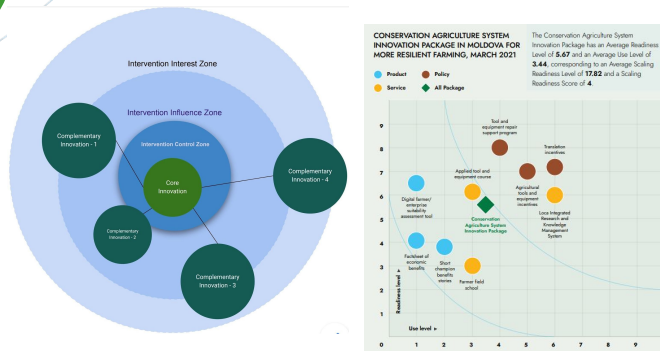 Intervention Interest Zone
Intervention Influence Zone
Complementary
Innovation - 1
Intervention Control Zone
Core
Innovation
Complementary
Innovation - 4
Complementary
Innovation - 2
Complementary
Innovation - 3
CONSERVATION AGRICULTURE SYSTEM
INNOVATION PACKAGE IN MOLDOVA FOR
MORE RESILIENT FARMING, MARCH 2021
The Conservation Agriculture System
Innovation Package has an Average Readiness
Level of 5.67 and an Average Use Level of
3.44, corresponding to an Average Scaling
Readiness Level of 17.82 and a Scaling
Readiness Score of 4.
Product
Policy
Service
All Package
9
8
7
6
5
4
3
2
1
0
Readiness level
Tool and
equipment repair
support program
Translation
incentives
Applied tool and
equipment course
Agricultural
tools and
equipment
incentives
Digital farmer/
enterprise
suitability
assessment tool
Conservation
Agriculture System
Innovation Package
Loca Integrated
Research and
Knowledge
Management
System
Factsheet of
economic
benefits
Short
champion
benefits
stories
Farmer field
school
Use level
1 2 3 4 5 6 7 8 9